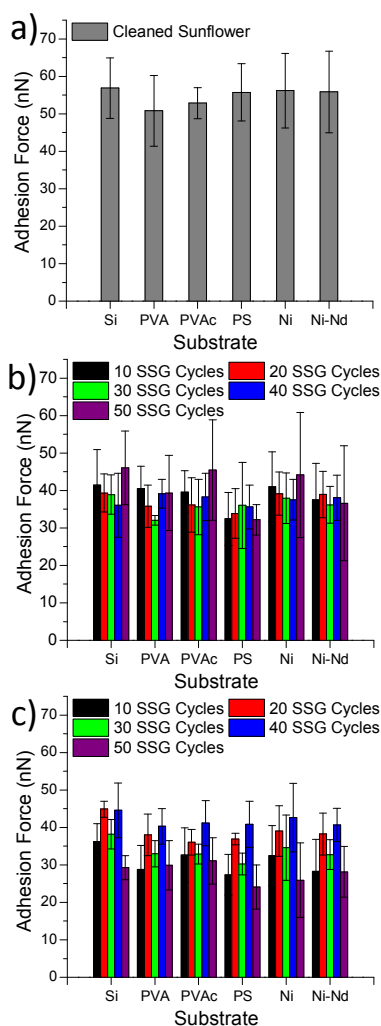 a)
Cleaned Sunflower
70
60
50
40
30
20
10
0
Adhesion Force (nN)
Si PVA PVAc PS Ni Ni-Nd
Substrate
b)
10 SSG Cycles 20 SSG Cycles
30 SSG Cycles 40 SSG Cycles
50 SSG Cycles
70
60
50
40
30
20
10
0
Adhesion Force (nN)
Si PVA PVAc PS Ni Ni-Nd
Substrate
c)
10 SSG Cycles 20 SSG Cycles
30 SSG Cycles 40 SSG Cycles
50 SSG Cycles
70
60
50
40
30
20
10
0
Adhesion Force (nN)
Si PVA PVAc PS Ni Ni-Nd
Substrate